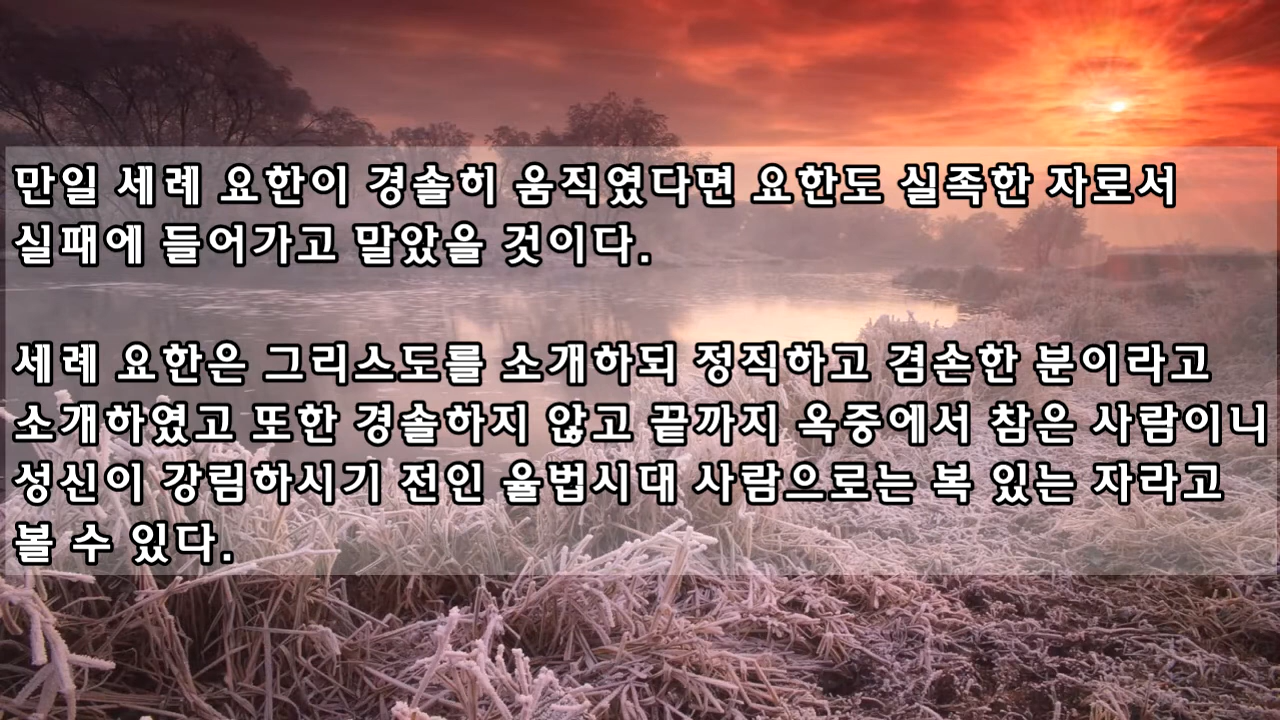 만일 세례 요한이 경솔히 움직였다면 요한도 실족한 자로서
실패에 들어가고 말았을 것이다.
세례 요한은 그리스도를 소개하되 정직하고 겸손한 분이라고
소개하였고 또한 경솔하지 않고 끝까지 옥중에서 참은 사람이니
성신이 강림하시기 전인 율법시대 사람으로는 복 있는 자라고
볼 수 있다.